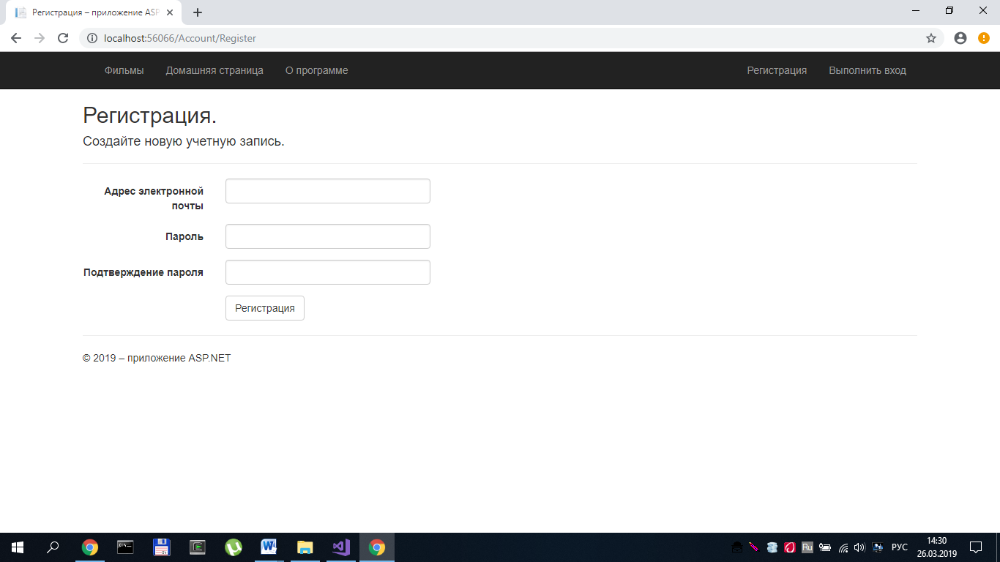 Регистрация – приложение ASP
localhost:56066/Account/Register
Фильмы Домашняя страница О программе Регистрация Выполнить вход
Регистрация.
Создайте новую учетную запись.
Адрес электронной
почты
Пароль
Подтверждение пароля
Регистрация
© 2019 – приложение ASP.NET
Ru РУС 14:30
26.03.2019